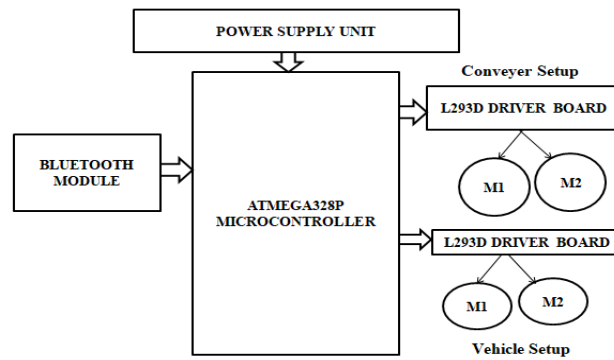 POWER SUPPLY UNIT
Conveyer Setup
L293D DRIVER BOARD
M1
M2
BLUETOOTH
MODULE
ATMEGA328P
MICROCONTROLLER
L293D DRIVER BOARD
M1
M2
Vehicle Setup